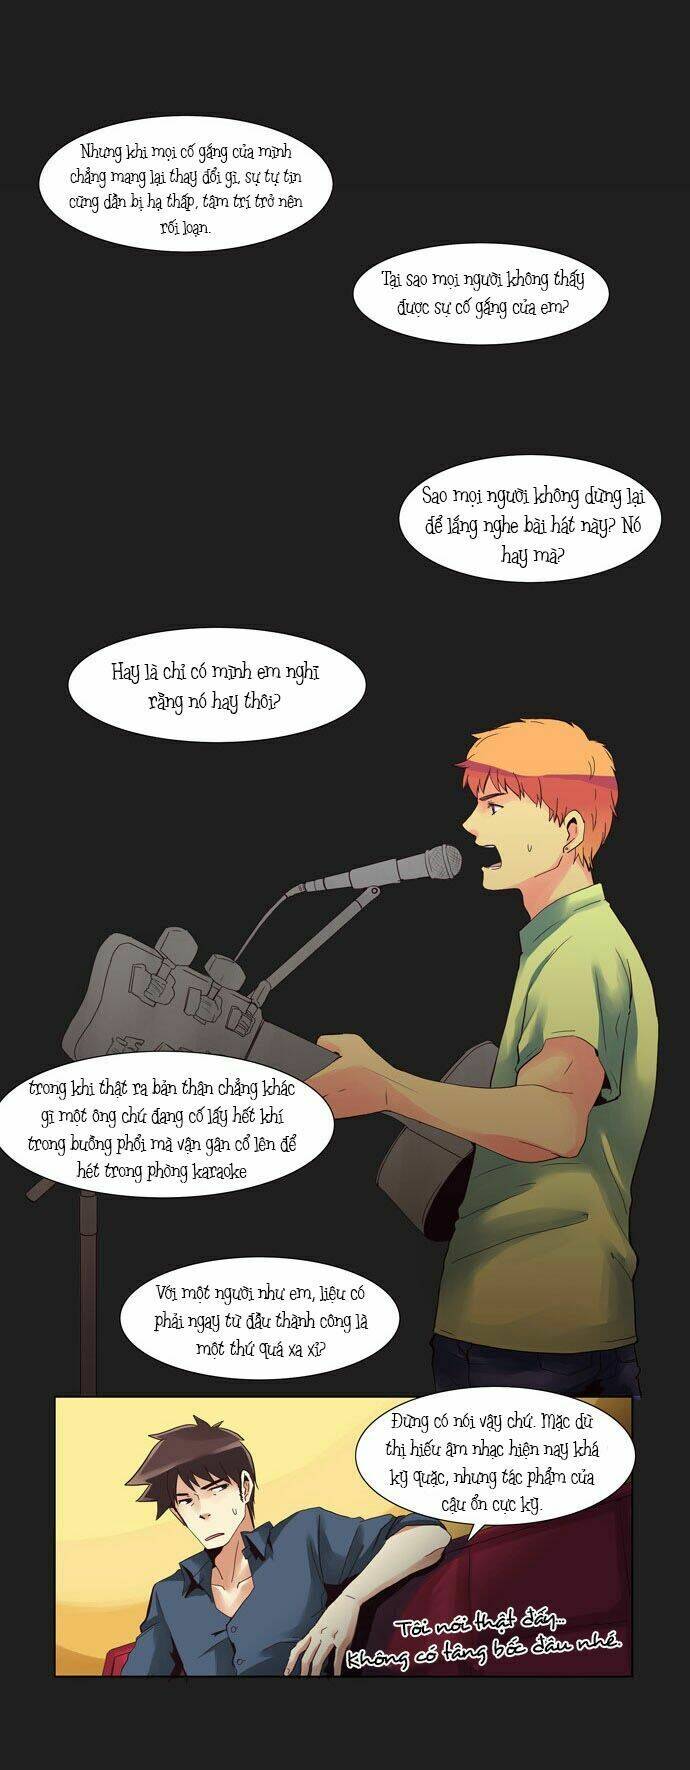 Nhưng khi mọi cố gắng của mình
chẳng mang lại thay đổi gì, sự tự tin
cũng dần bị hạ thấp, tâm trí trở nên
rối loạn.
Tại sao mọi người không thấy
được sự cố gắng của em?
Sao mọi người không dừng lại
để lắng nghe bài hát này? Nó
hay mà?
Hay là chỉ có mình em nghĩ
rằng nó hay thôi?
trong khi thật ra bản thân chẳng khác
gì một ông chú đang cố lấy hết khí
trong buồng phổi mà vận gân cổ lên để
hét trong phòng karaoke
Với một người như em, liệu có
phải ngay từ đầu thành công là
một thứ quá xa xỉ?
Đừng có nói vậy chứ. Mặc dù
thị hiếu âm nhạc hiện nay khá
kỳ quặc, nhưng tác phẩm của
cậu ổn cực kỳ.
Tôi nói thật đấy...
Không có tâng bốc đâu nhé.